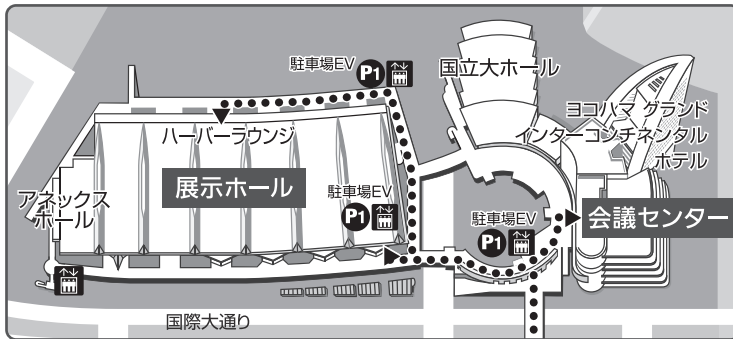 駐車場EV
P1
国立大ホール
ヨコハマ グランド
インターコンチネンタル
ホテル
ハーバーラウンジ
展示ホール
アネックス
ホール
駐車場EV
P1
駐車場EV
P1
会議センター
国際大通り